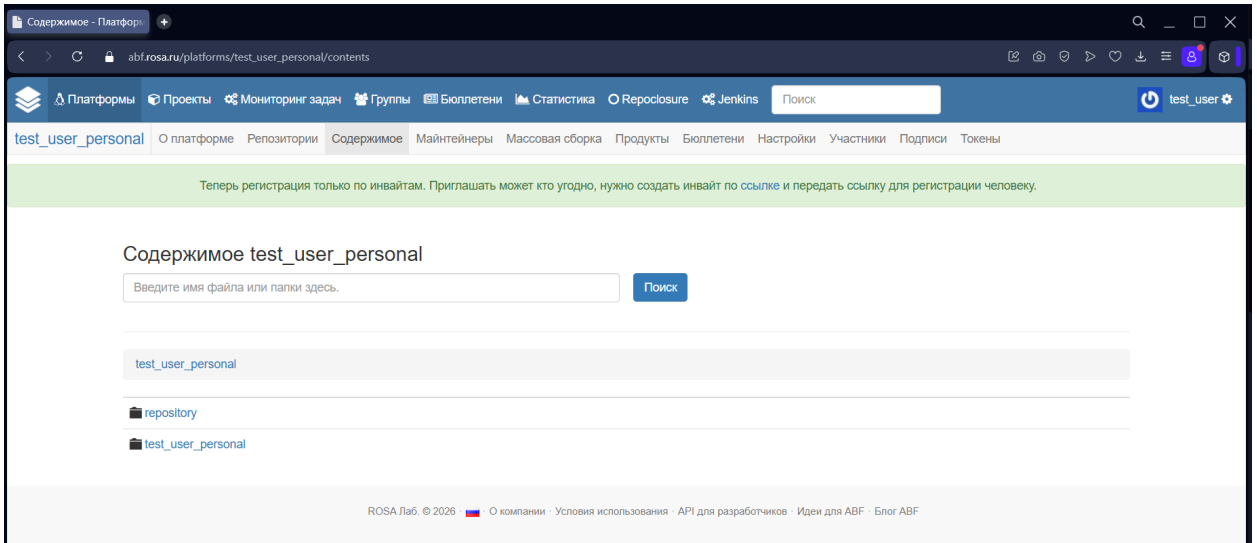 Содержимое - Платфор
abf.rosa.ru/platforms/test_user_personal/contents
Платформы Проекты Мониторинг задач Группы Бюллетени Статистика Repoclosure Jenkins Поиск test_user
test_user_personal О платформе Репозитории Содержимое Майнтейнеры Массовая сборка Продукты Бюллетени Настройки Участники Подписи Токены
Теперь регистрация только по инвайтам. Приглашать может кто угодно, нужно создать инвайт по ссылке и передать ссылку для регистрации человеку.
Содержимое test_user_personal
Введите имя файла или папки здесь. Поиск
test_user_personal
repository
test_user_personal
ROSA Лаб. © 2026 · О компании · Условия использования · API для разработчиков · Идеи для ABF · Блог ABF